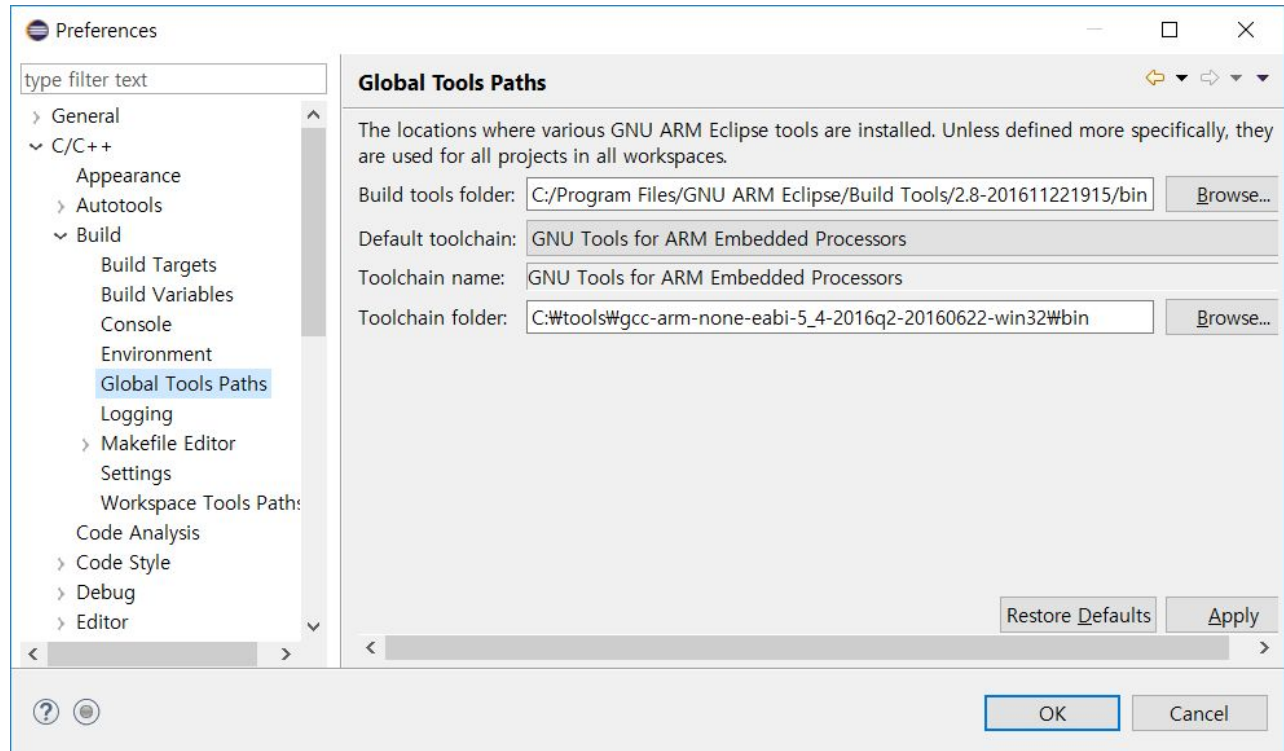 Preferences
type filter text
General
C/C++
Appearance
Autotools
Build
Build Targets
Build Variables
Console
Environment
Global Tools Paths
Logging
Makefile Editor
Settings
Workspace Tools Paths
Code Analysis
Code Style
Debug
Editor
Global Tools Paths
The locations where various GNU ARM Eclipse tools are installed. Unless defined more specifically, they
are used for all projects in all workspaces.
Build tools folder: C:/Program Files/GNU ARM Eclipse/Build Tools/2.8-201611221915/bin Browse...
Default toolchain: GNU Tools for ARM Embedded Processors
Toolchain name: GNU Tools for ARM Embedded Processors
Toolchain folder: C:₩tools₩gcc-arm-none-eabi-5_4-2016q2-20160622-win32₩bin Browse...
Restore Defaults Apply
OK Cancel